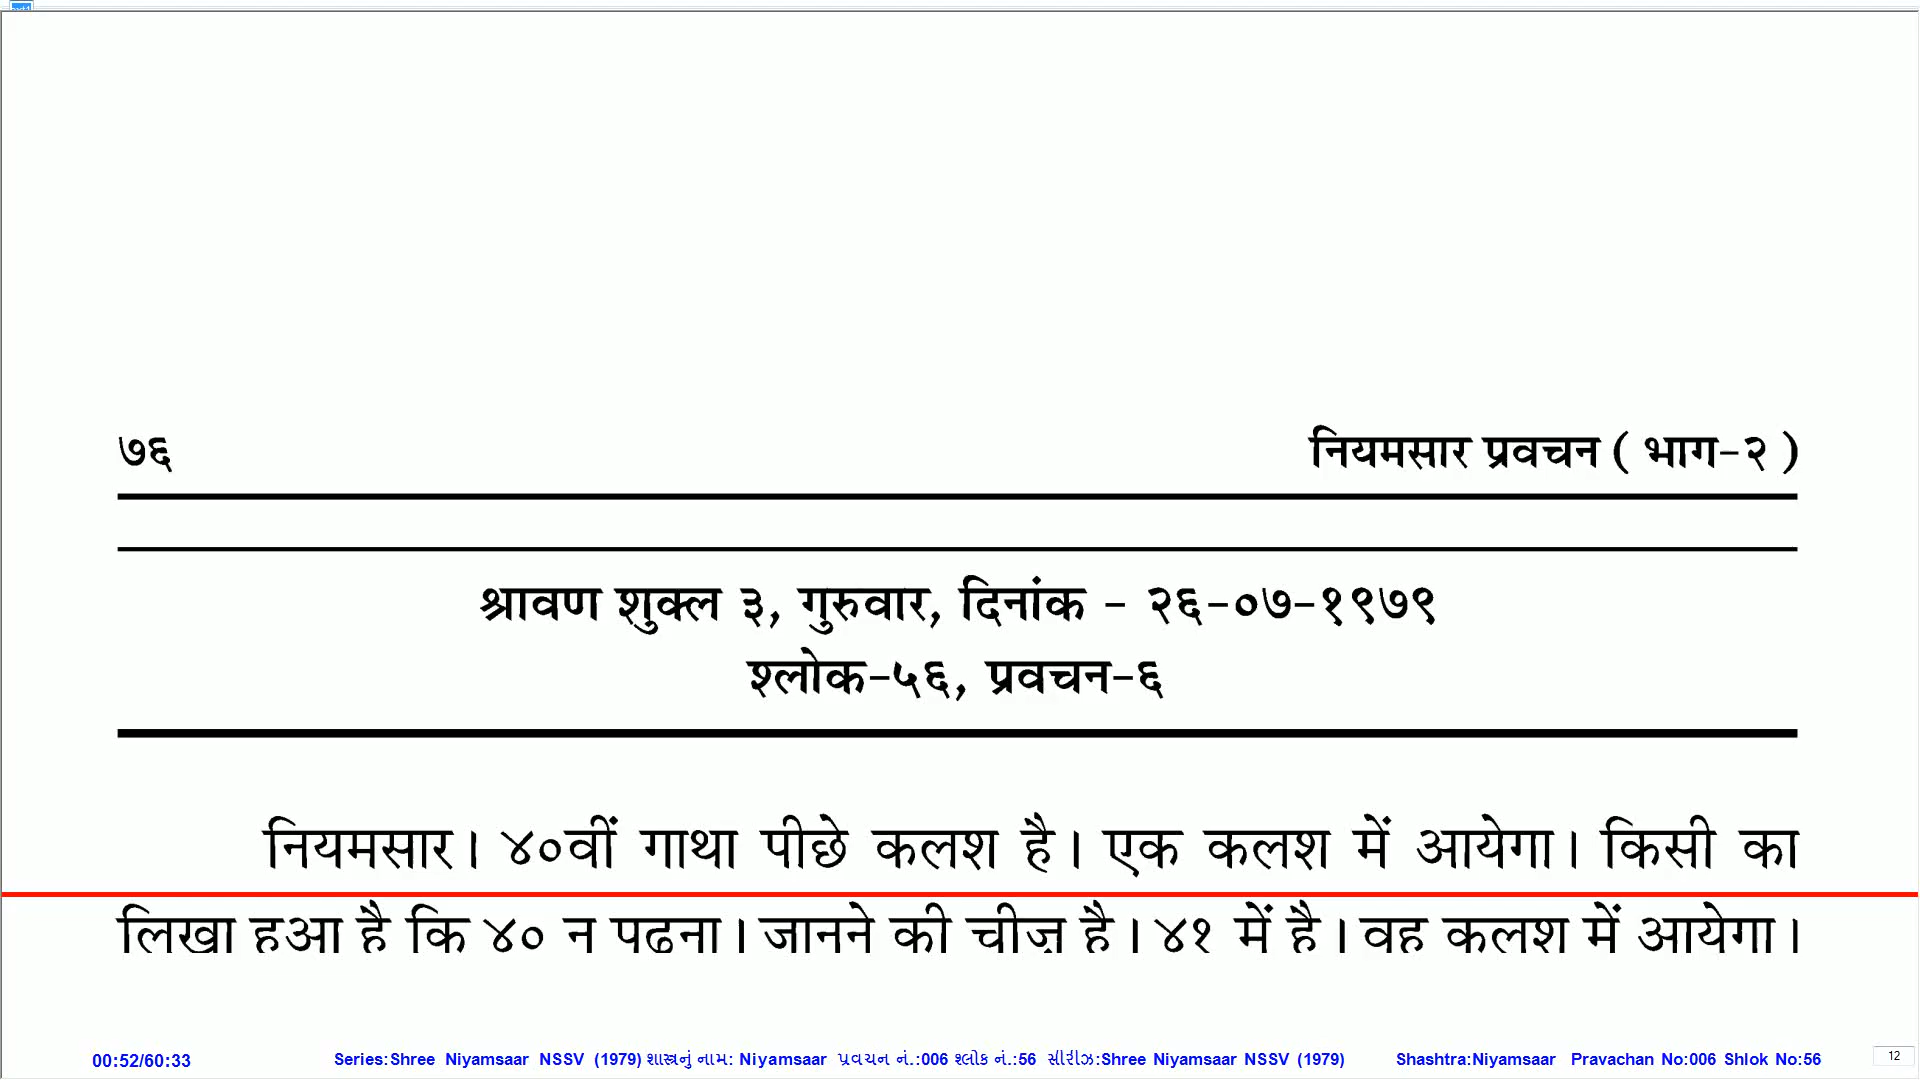 ७६ नियमसार प्रवचन ( भाग-२ )
श्रावण शुक्ल ३, गुरुवार, दिनांक - २६-०७-१९७९
श्लोक-५६, प्रवचन-६
नियमसार। ४०वीं गाथा पीछे कलश है। एक कलश में आयेगा। किसी का
लिखा हुआ है कि ४० न पढ़ना। जानने की चीज़ है। ४१ में है। वह कलश में आयेगा।
00:52/60:33 Series:Shree Niyamsaar NSSV (1979) શાસ્ત્રનું નામ: Niyamsaar પ્રવચન નં.:006 શ્લોક નં.:56 સીરીઝ:Shree Niyamsaar NSSV (1979) Shashtra:Niyamsaar Pravachan No:006 Shlok No:56 12